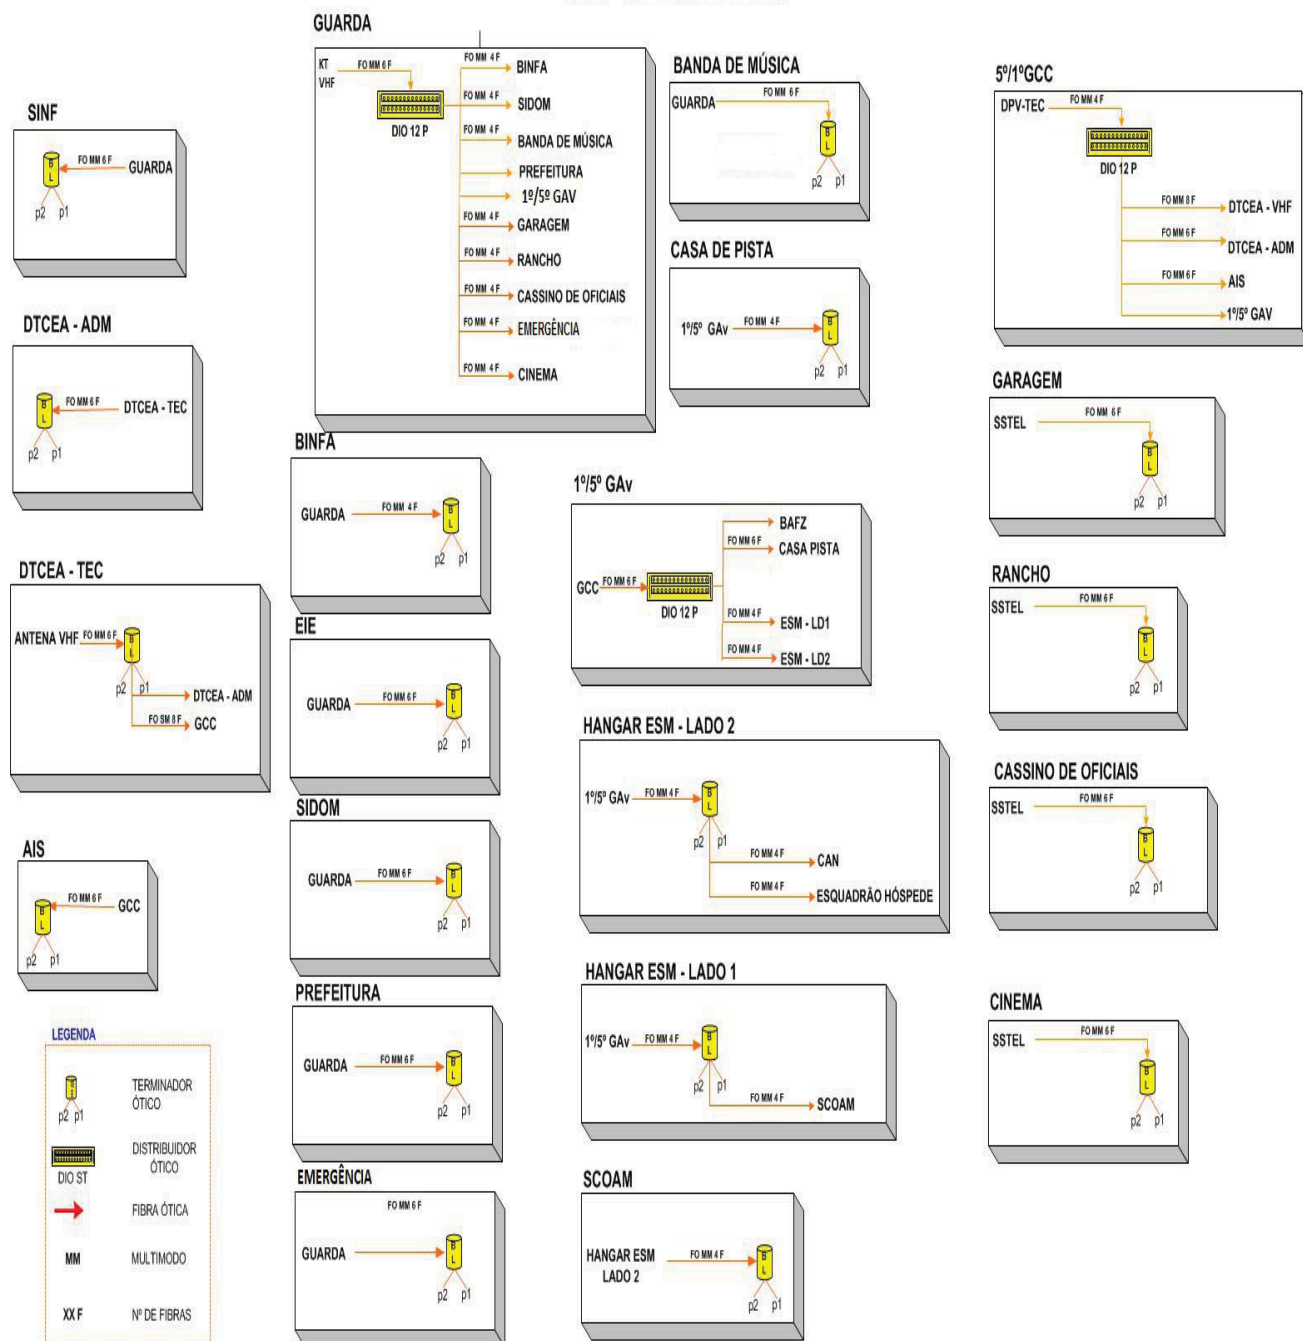 GUARDA
KT
VHF
FO MM 6 F
DIO 12 P
FO MM 4 F
BINFA
FO MM 4 F
SIDOM
FO MM 4 F
BANDA DE MÚSICA
PREFEITURA
1º/5º GAV
FO MM 4 F
GARAGEM
FO MM 4 F
RANCHO
FO MM 4 F
CASSINO DE OFICIAIS
FO MM 4 F
EMERGÊNCIA
FO MM 4 F
CINEMA
SINF
B
L
FO MM 6 F
GUARDA
p2 p1
DTCEA - ADM
B
L
FO MM 6 F
DTCEA - TEC
p2 p1
DTCEA - TEC
ANTENA VHF
FO MM 6 F
B
L
p2 p1
DTCEA - ADM
FO SM 8 F
GCC
AIS
B
L
FO MM 6 F
GCC
p2 p1
LEGENDA
p2 p1
TERMINADOR
ÓTICO
DIO ST
DISTRIBUIDOR
ÓTICO
FIBRA ÓTICA
MM
MULTIMODO
XX F
Nº DE FIBRAS
BINFA
GUARDA
FO MM 4 F
B
L
p2 p1
EIE
GUARDA
FO MM 6 F
B
L
p2 p1
SIDOM
GUARDA
FO MM 6 F
B
L
p2 p1
PREFEITURA
GUARDA
FO MM 6 F
B
L
p2 p1
EMERGÊNCIA
FO MM 6 F
GUARDA
B
L
p2 p1
BANDA DE MÚSICA
GUARDA
FO MM 6 F
B
L
p2 p1
CASA DE PISTA
1º/5º GAv
FO MM 4 F
B
L
p2 p1
1º/5º GAv
GCC
FO MM 6 F
DIO 12 P
BAFZ
FO MM 6 F
CASA PISTA
FO MM 4 F
ESM - LD1
FO MM 4 F
ESM - LD2
HANGAR ESM - LADO 2
1º/5º GAv
FO MM 4 F
B
L
p2 p1
FO MM 4 F
CAN
FO MM 4 F
ESQUADRÃO HÓSPEDE
HANGAR ESM - LADO 1
1º/5º GAv
FO MM 4 F
B
L
p2 p1
FO MM 4 F
SCOAM
SCOAM
HANGAR ESM
LADO 2
FO MM 4 F
B
L
p2 p1
5º/1ºGCC
DPV-TEC
FO MM 4 F
DIO 12 P
FO MM 8 F
DTCEA - VHF
FO MM 6 F
DTCEA - ADM
FO MM 6 F
AIS
1º/5º GAV
GARAGEM
SSTEL
FO MM 6 F
B
L
p2 p1
RANCHO
SSTEL
FO MM 6 F
B
L
p2 p1
CASSINO DE OFICIAIS
SSTEL
FO MM 6 F
B
L
p2 p1
CINEMA
SSTEL
FO MM 6 F
B
L
p2 p1